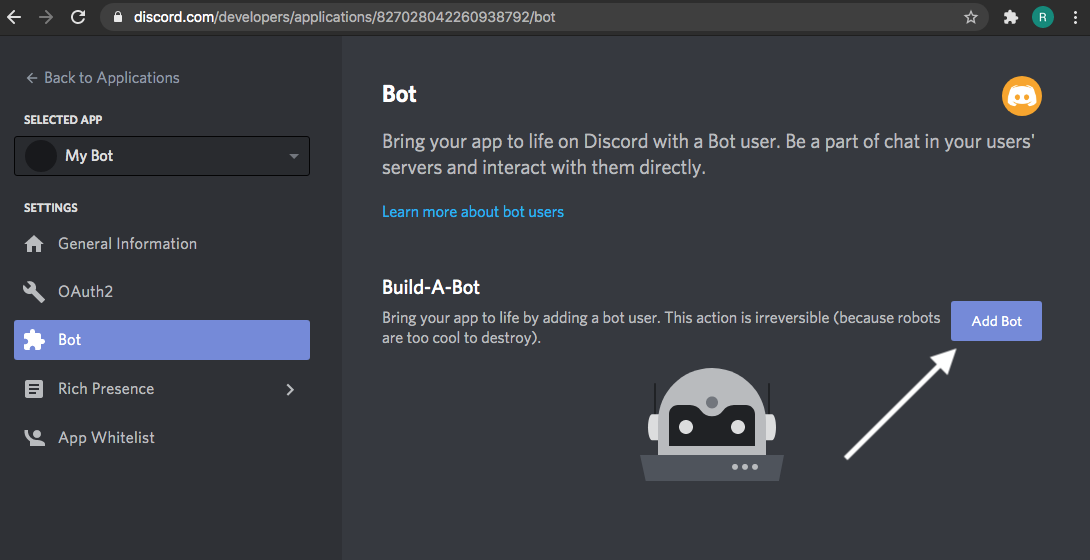 discord.com/developers/applications/827028042260938792/bot
R
← Back to Applications
SELECTED APP
My Bot
SETTINGS
General Information
OAuth2
Bot
Rich Presence
App Whitelist
Bot
Bring your app to life on Discord with a Bot user. Be a part of chat in your users'
servers and interact with them directly.
Learn more about bot users
Build-A-Bot
Bring your app to life by adding a bot user. This action is irreversible (because robots
are too cool to destroy).
Add Bot